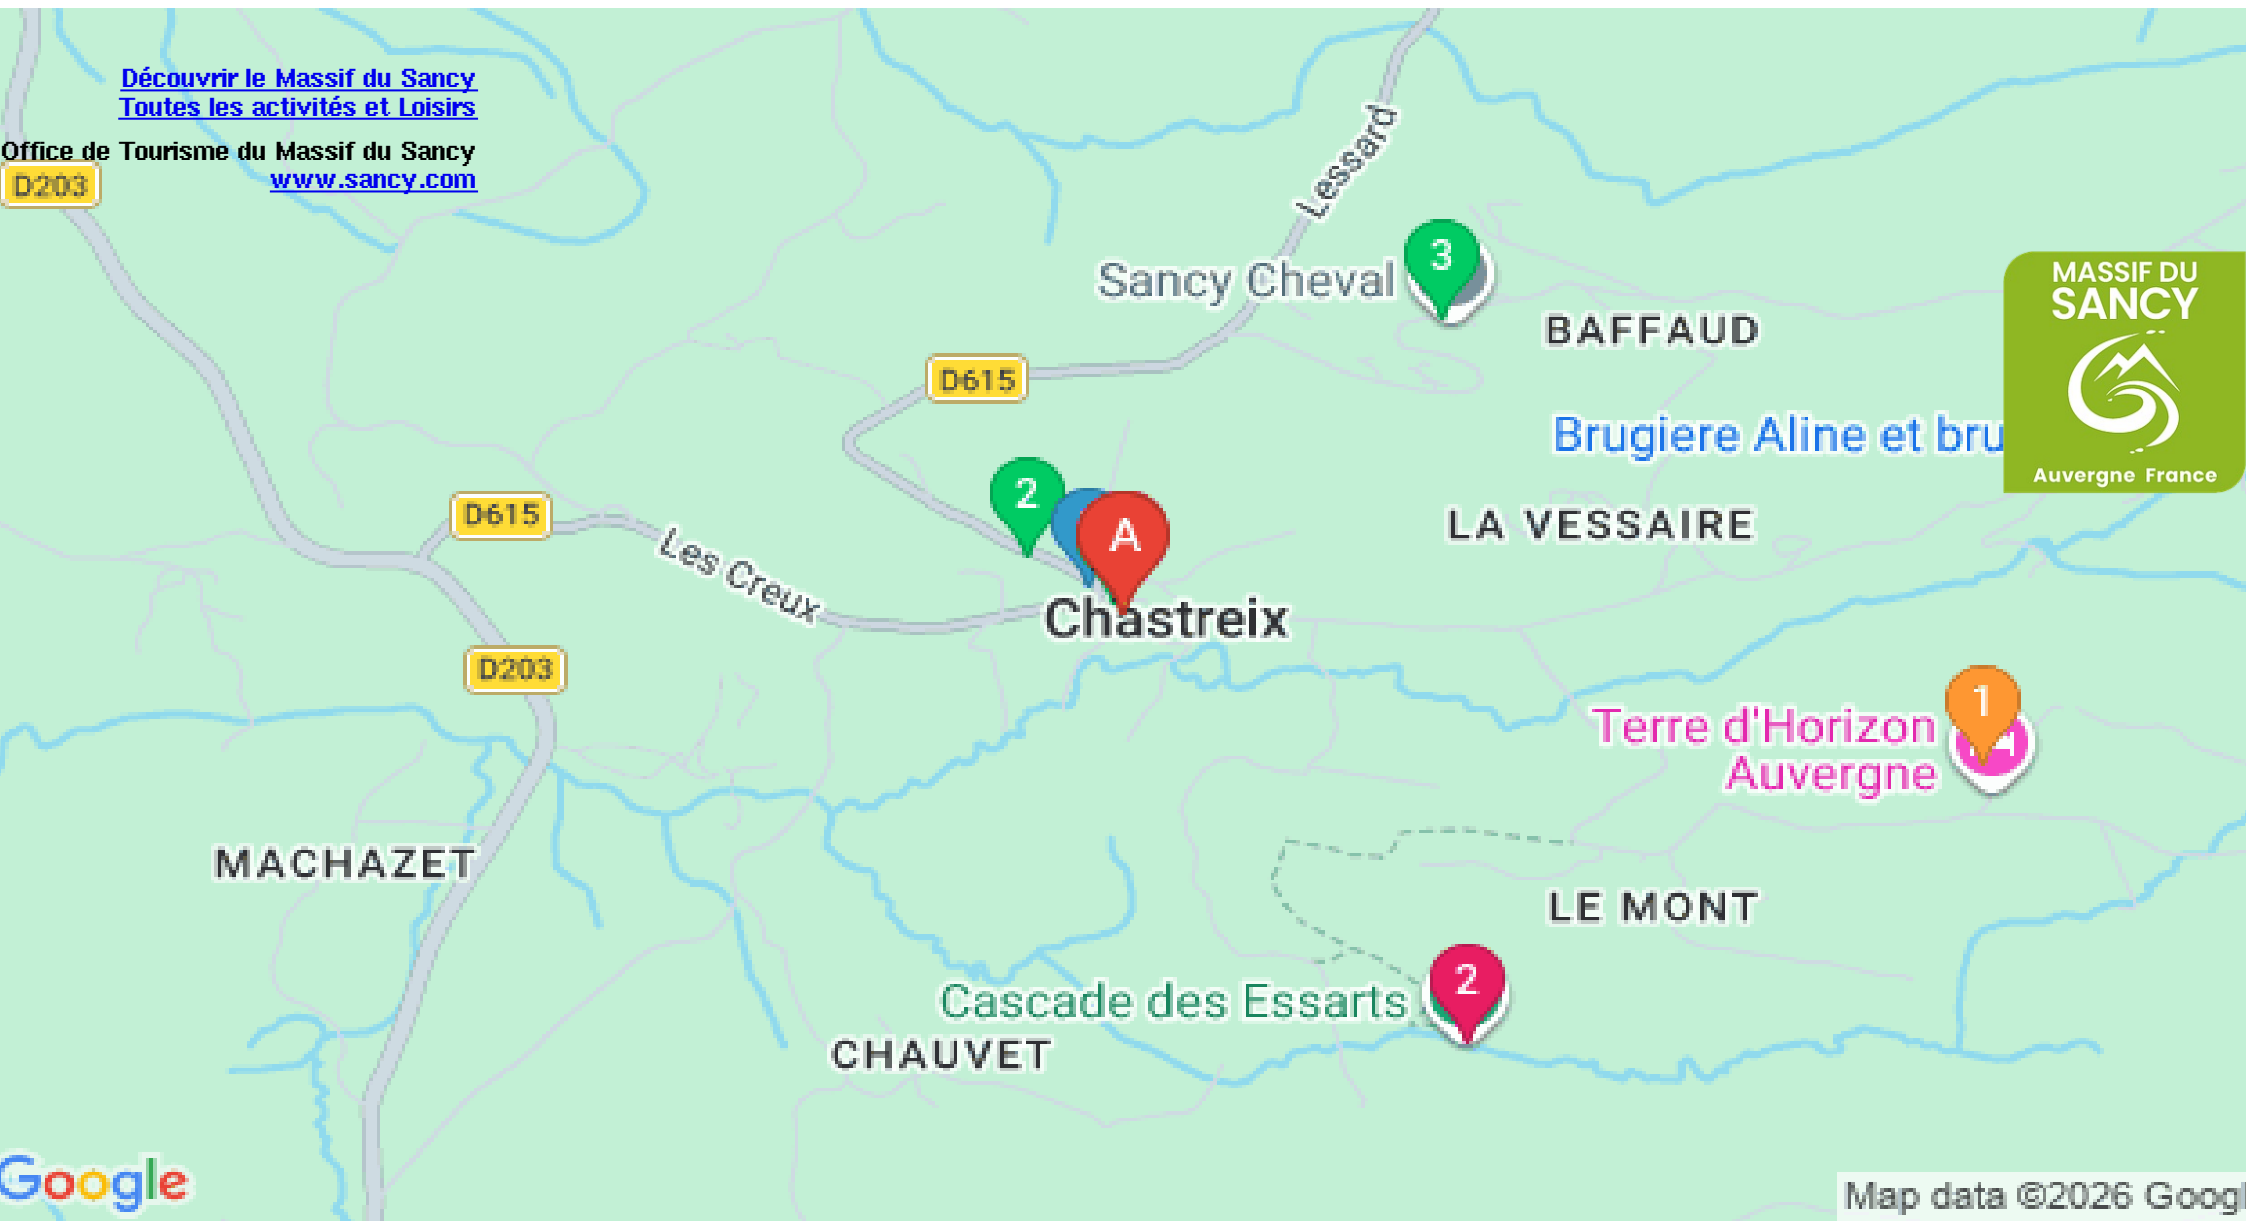 Découvrir le Massif du Sancy
Toutes les activités et Loisirs
Office de Tourisme du Massif du Sancy
www.sancy.com
D203
Lessard
Sancy Cheval
3
BAFFAUD
MASSIF DU
SANCY
Auvergne France
D615
Brugiere Aline et bru
2
A
D615
Les Creux
LA VESSAIRE
Chastreix
D203
1
Terre d'Horizon
Auvergne
MACHAZET
LE MONT
2
Cascade des Essarts
CHAUVET
Google
Map data ©2026 Googl